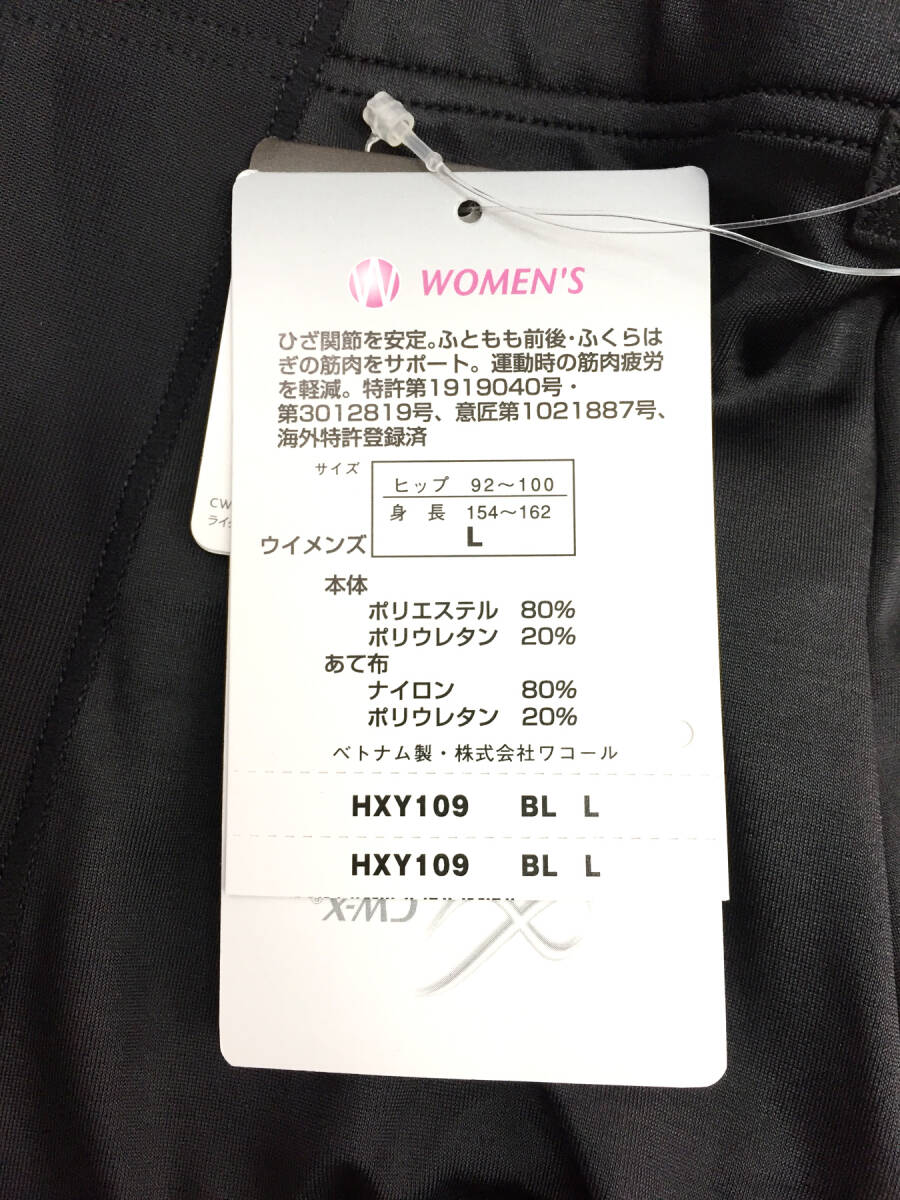 WOMEN'S
ひざ関節を安定。ふともも前後・ふくらは
ぎの筋肉をサポート。運動時の筋肉疲労
を軽減。特許第1919040号・
第3012819号、意匠第1021887号、
海外特許登録済
サイズ
ヒップ 92～100
身 長 154～162
ウイメンズ L
本体
ポリエステル 80%
ポリウレタン 20%
あて布
ナイロン 80%
ポリウレタン 20%
ベトナム製・株式会社ワコール
HXY109 BL L
HXY109 BL L
CW
ライ
CW-X